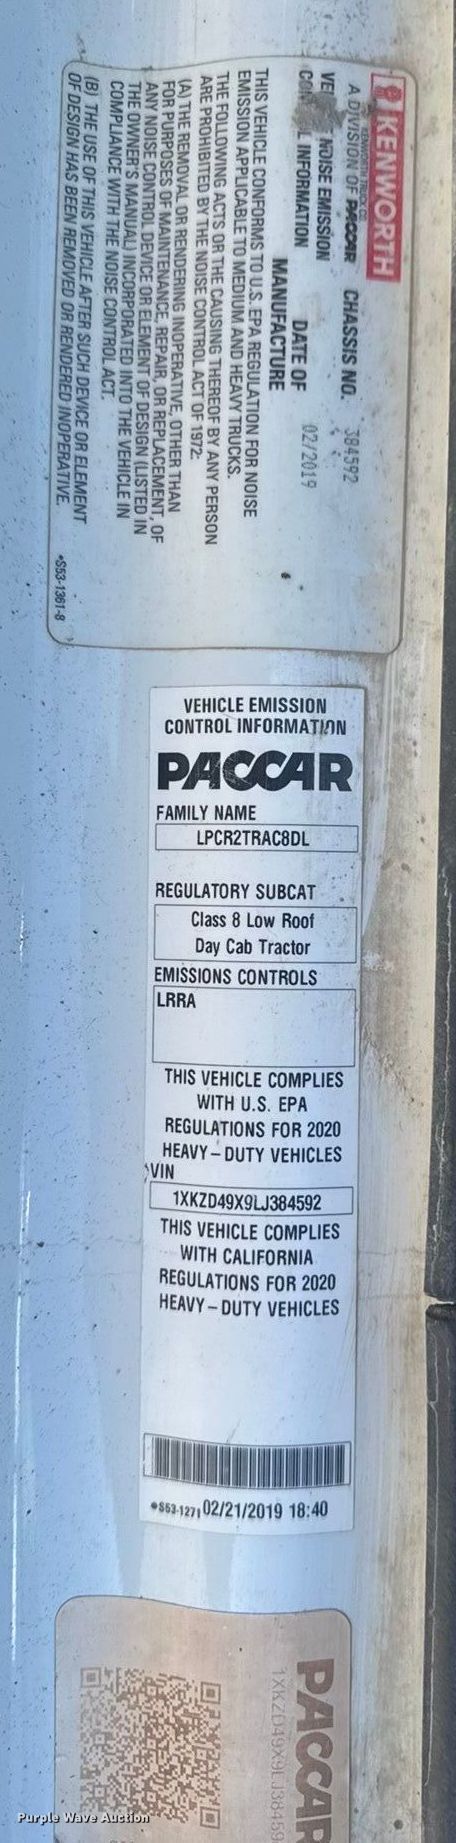 KENWORTH
KENWORTH TRUCK CO.
A DIVISION OF PACCAR CHASSIS NO. 384592
NOISE EMISSION
INFORMATION DATE OF 02/2019
MANUFACTURE
THIS VEHICLE CONFORMS TO U.S. EPA REGULATION FOR NOISE
EMISSION APPLICABLE TO MEDIUM AND HEAVY TRUCKS.
THE FOLLOWING ACTS OR THE CAUSING THEREOF BY ANY PERSON
ARE PROHIBITED BY THE NOISE CONTROL ACT OF 1972:
(A) THE REMOVAL OR RENDERING INOPERATIVE, OTHER THAN
FOR PURPOSES OF MAINTENANCE, REPAIR, OR REPLACEMENT, OF
ANY NOISE CONTROL DEVICE OR ELEMENT OF DESIGN (LISTED IN
THE OWNER'S MANUAL) INCORPORATED INTO THE VEHICLE IN
COMPLIANCE WITH THE NOISE CONTROL ACT.
(B) THE USE OF THIS VEHICLE AFTER SUCH DEVICE OR ELEMENT
OF DESIGN HAS BEEN REMOVED OR RENDERED INOPERATIVE.
*S53-1361-8
VEHICLE EMISSION
CONTROL INFORMATION
PACCAR
FAMILY NAME
LPCR2TRAC8DL
REGULATORY SUBCAT
Class 8 Low Roof
Day Cab Tractor
EMISSIONS CONTROLS
LRRA
THIS VEHICLE COMPLIES
WITH U.S. EPA
REGULATIONS FOR 2020
HEAVY-DUTY VEHICLES
VIN
1XKZD49X9LJ384592
THIS VEHICLE COMPLIES
WITH CALIFORNIA
REGULATIONS FOR 2020
HEAVY-DUTY VEHICLES
*S53-1271 02/21/2019 18:40
PACCAR
1XKZD49X9LJ38459
Purple Wave Auction